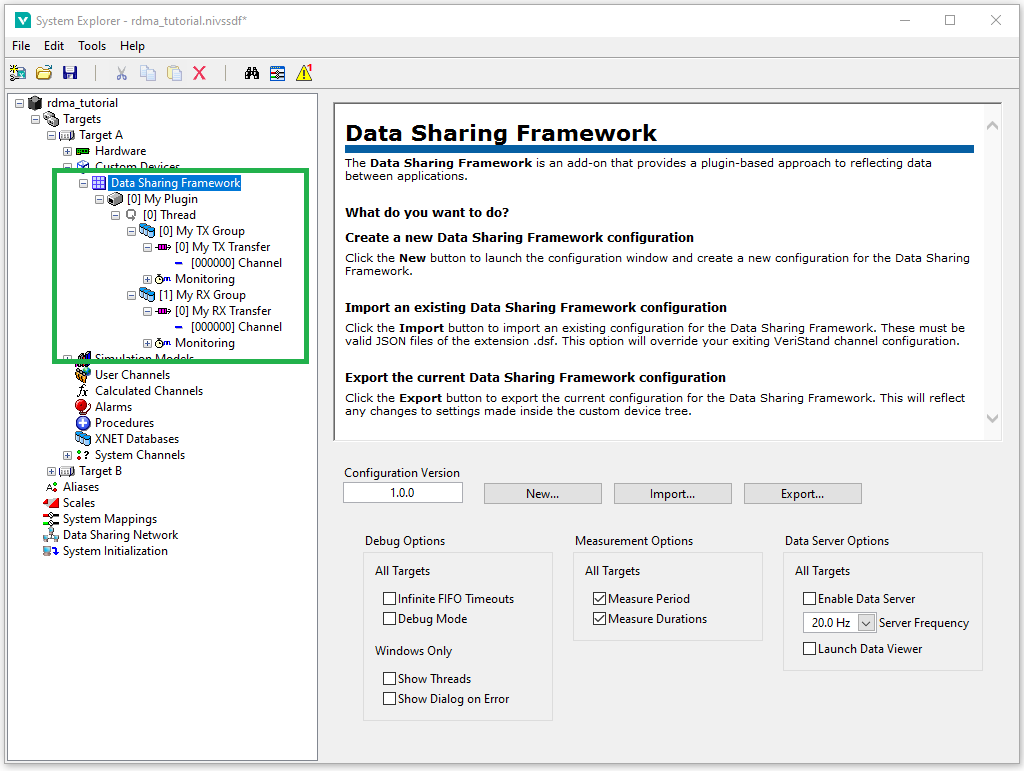 System Explorer - rdma_tutorial.nivssdf*
File Edit Tools Help
rdma_tutorial
Targets
Target A
Hardware
Custom Devices
Data Sharing Framework
[0] My Plugin
[0] Thread
[0] My TX Group
[0] My TX Transfer
[000000] Channel
Monitoring
[1] My RX Group
[0] My RX Transfer
[000000] Channel
Monitoring
Simulation Models
User Channels
fx Calculated Channels
Alarms
Procedures
XNET Databases
System Channels
Target B
Aliases
Scales
System Mappings
Data Sharing Network
System Initialization
Data Sharing Framework
The Data Sharing Framework is an add-on that provides a plugin-based approach to reflecting data
between applications.
What do you want to do?
Create a new Data Sharing Framework configuration
Click the New button to launch the configuration window and create a new configuration for the Data Sharing
Framework.
Import an existing Data Sharing Framework configuration
Click the Import button to import an existing configuration for the Data Sharing Framework. These must be
valid JSON files of the extension .dsf. This option will override your exiting VeriStand channel configuration.
Export the current Data Sharing Framework configuration
Click the Export button to export the current configuration for the Data Sharing Framework. This will reflect
any changes to settings made inside the custom device tree.
Configuration Version
1.0.0 New... Import... Export...
Debug Options
All Targets
Infinite FIFO Timeouts
Debug Mode
Windows Only
Show Threads
Show Dialog on Error
Measurement Options
All Targets
Measure Period
Measure Durations
Data Server Options
All Targets
Enable Data Server
20.0 Hz Server Frequency
Launch Data Viewer